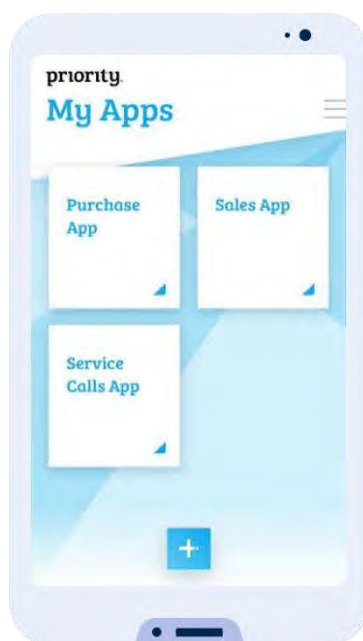 priority.
My Apps
Purchase
App
Sales App
Service
Calls App
+